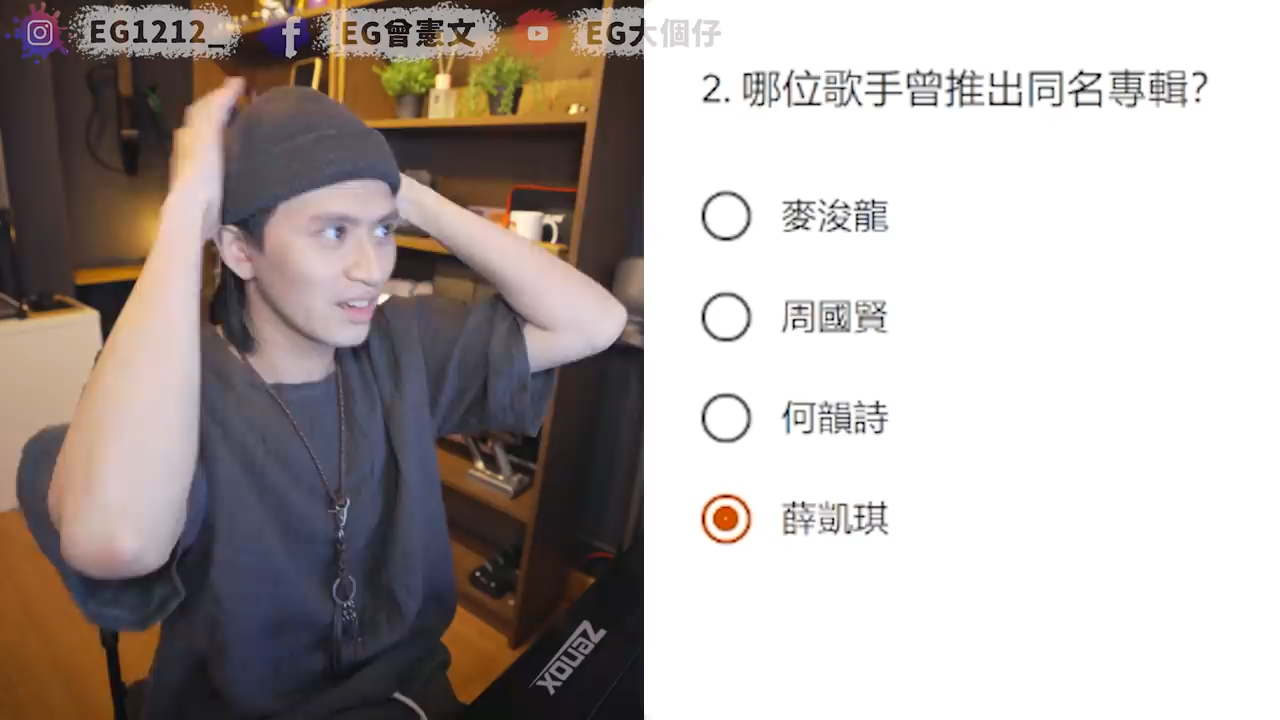 EG1212_
EG曾憲文
EG大個仔
2. 哪位歌手曾推出同名專輯?
麥浚龍
周國賢
何韻詩
薛凱琪
Zenox